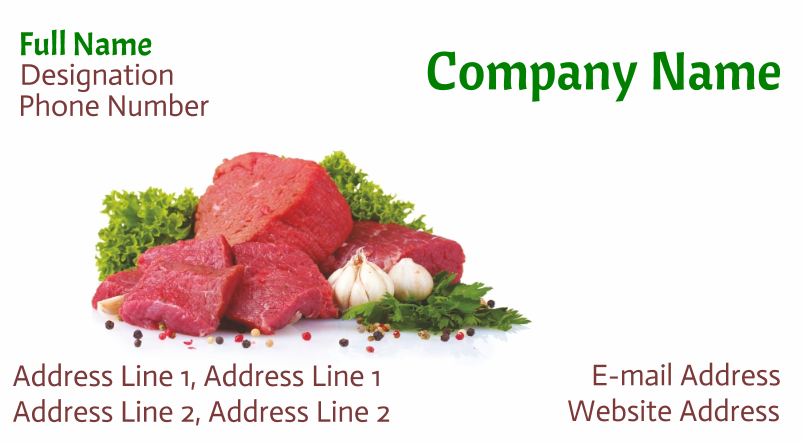 Full Name
Designation
Phone Number
Company Name
Address Line 1, Address Line 1
Address Line 2, Address Line 2
E-mail Address
Website Address